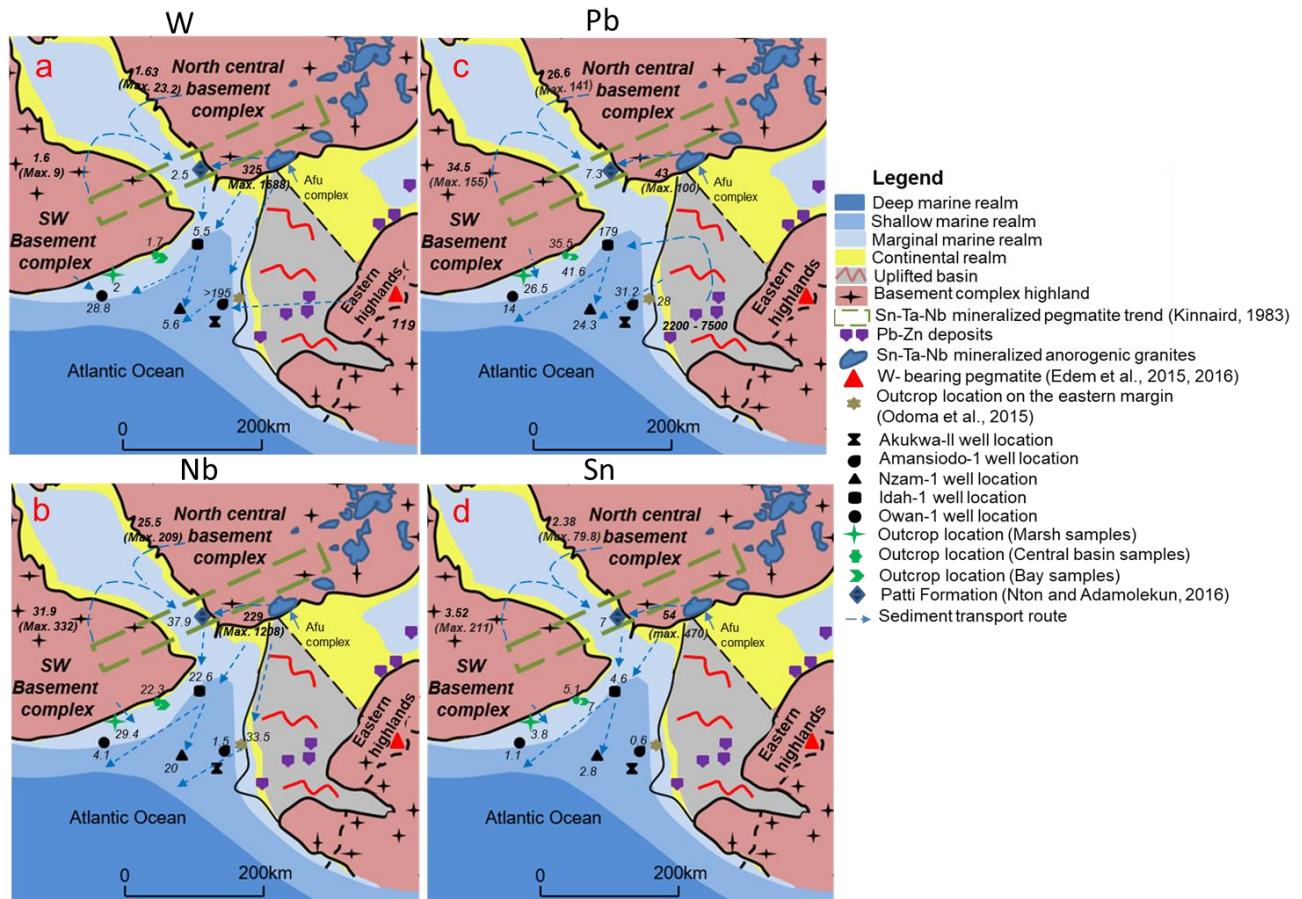 W
a
1.63
(Max. 23.2)
North central
basement
complex
1.6
(Max. 9)
2.5
325
Max. 1688)
Afu
complex
SW
Basement
complex
1.7
5.5
2
28.8
>195
5.6
Eastern
highlands
119
Atlantic Ocean
0
200km
Pb
c
26.6
(Max. 141)
North central
basement
complex
34.5
(Max. 155)
7.3
43
(Max. 100)
Afu
complex
SW
Basement
complex
179
35.5
41.6
26.5
14
31.2
28
24.3
2200 - 7500
Eastern
highlands
Atlantic Ocean
0
200km
Nb
b
25.5
(Max. 209)
North central
basement
complex
31.9
(Max. 332)
37.9
229
(Max. 1208)
Afu
complex
SW
Basement
complex
22.6
22.3
29.4
4.1
1.5
33.5
20
Eastern
highlands
Atlantic Ocean
0
200km
Sn
d
2.38
(Max. 79.8)
North central
basement
complex
3.52
(Max. 211)
7
54
(max. 470)
Afu
complex
SW
Basement
complex
4.6
5.1
7
3.8
1.1
0.6
2.8
Eastern
highlands
Atlantic Ocean
0
200km
Legend
Deep marine realm
Shallow marine realm
Marginal marine realm
Continental realm
Uplifted basin
Basement complex highland
Sn-Ta-Nb mineralized pegmatite trend (Kinnaird, 1983)
Pb-Zn deposits
Sn-Ta-Nb mineralized anorogenic granites
W- bearing pegmatite (Edem et al., 2015, 2016)
Outcrop location on the eastern margin
(Odoma et al., 2015)
Akukwa-II well location
Amansiodo-1 well location
Nzam-1 well location
Idah-1 well location
Owan-1 well location
Outcrop location (Marsh samples)
Outcrop location (Central basin samples)
Outcrop location (Bay samples)
Patti Formation (Nton and Adamolekun, 2016)
Sediment transport route